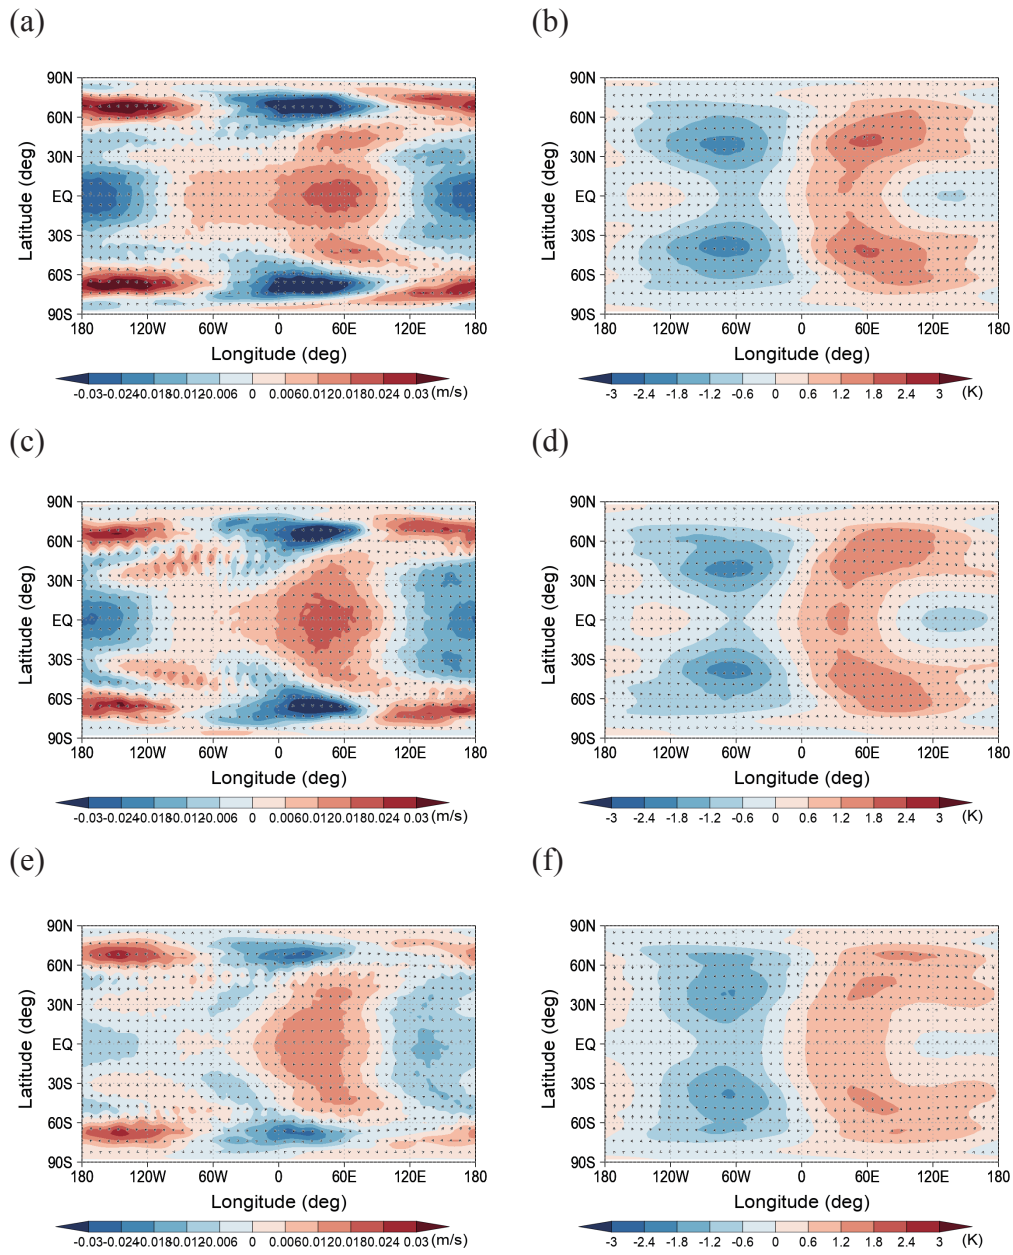 (a) (b)
90N 90N
60N 60N
30N 30N
EQ EQ
30S 30S
60S 60S
90S 90S
Latitude (deg) Latitude (deg)
180 120W 60W 0 60E 120E 180 180 120W 60W 0 60E 120E 180
Longitude (deg) Longitude (deg)
-0.03 -0.024 -0.018 -0.012 -0.006 0 0.006 0.012 0.018 0.024 0.03 (m/s) -3 -2.4 -1.8 -1.2 -0.6 0 0.6 1.2 1.8 2.4 3 (K)
(c) (d)
90N 90N
60N 60N
30N 30N
EQ EQ
30S 30S
60S 60S
90S 90S
Latitude (deg) Latitude (deg)
180 120W 60W 0 60E 120E 180 180 120W 60W 0 60E 120E 180
Longitude (deg) Longitude (deg)
-0.03 -0.024 -0.018 -0.012 -0.006 0 0.006 0.012 0.018 0.024 0.03 (m/s) -3 -2.4 -1.8 -1.2 -0.6 0 0.6 1.2 1.8 2.4 3 (K)
(e) (f)
90N 90N
60N 60N
30N 30N
EQ EQ
30S 30S
60S 60S
90S 90S
Latitude (deg) Latitude (deg)
180 120W 60W 0 60E 120E 180 180 120W 60W 0 60E 120E 180
Longitude (deg) Longitude (deg)
-0.03 -0.024 -0.018 -0.012 -0.006 0 0.006 0.012 0.018 0.024 0.03 (m/s) -3 -2.4 -1.8 -1.2 -0.6 0 0.6 1.2 1.8 2.4 3 (K)